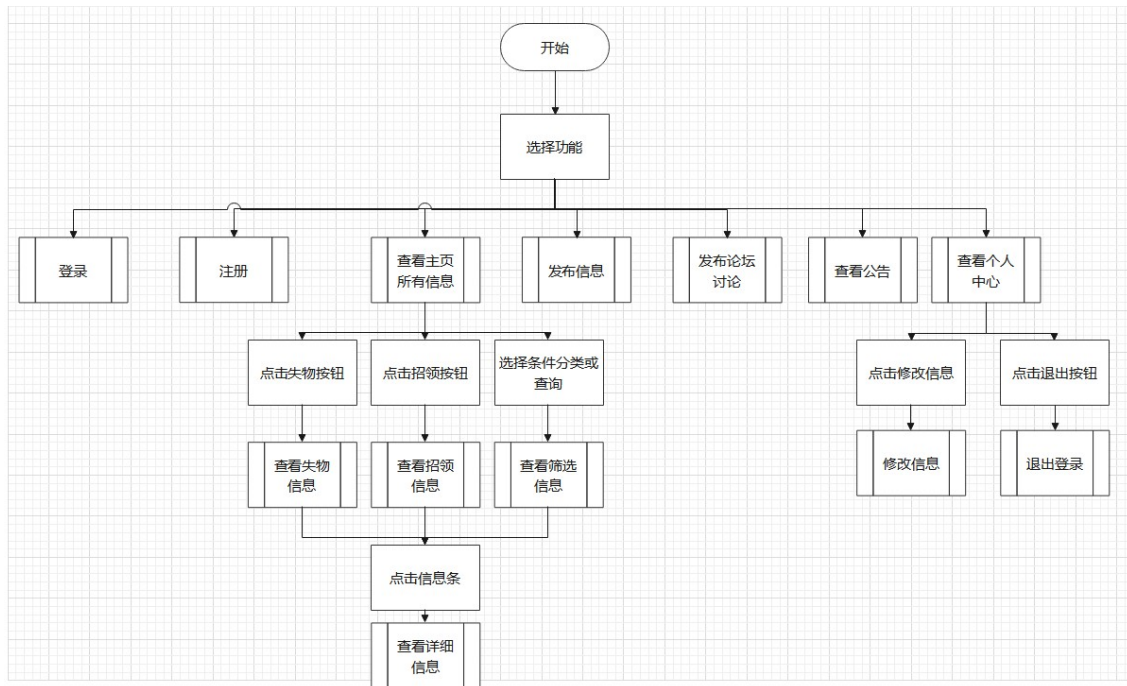 开始
选择功能
登录
注册
查看主页
所有信息
发布信息
发布论坛
讨论
查看公告
查看个人
中心
点击失物按钮
点击招领按钮
选择条件分类或
查询
点击修改信息
点击退出按钮
查看失物
信息
查看招领
信息
查看筛选
信息
修改信息
退出登录
点击信息条
查看详细
信息